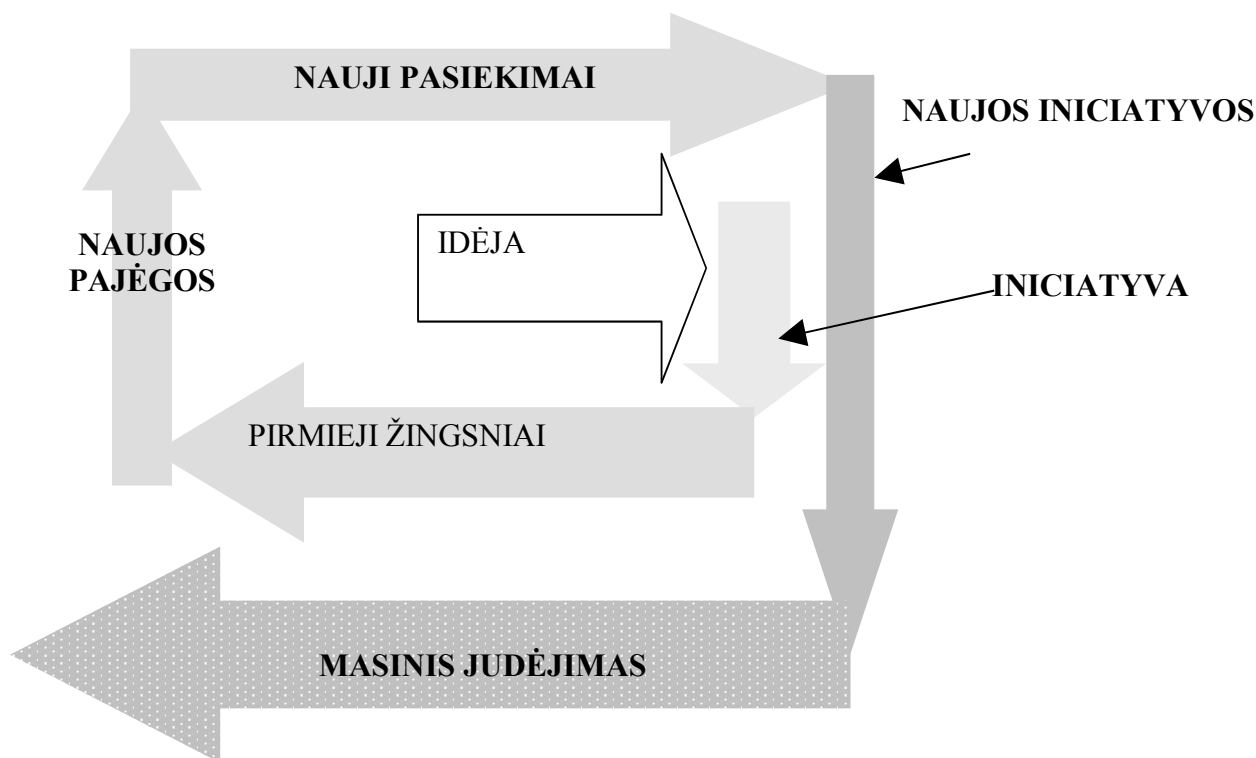 NAUJI PASIEKIMAI
NAUJOS INICIATYVOS
NAUJOS
PAJĖGOS
IDĖJA
INICIATYVA
PIRMIEJI ŽINGSNIAI
MASINIS JUDĖJIMAS